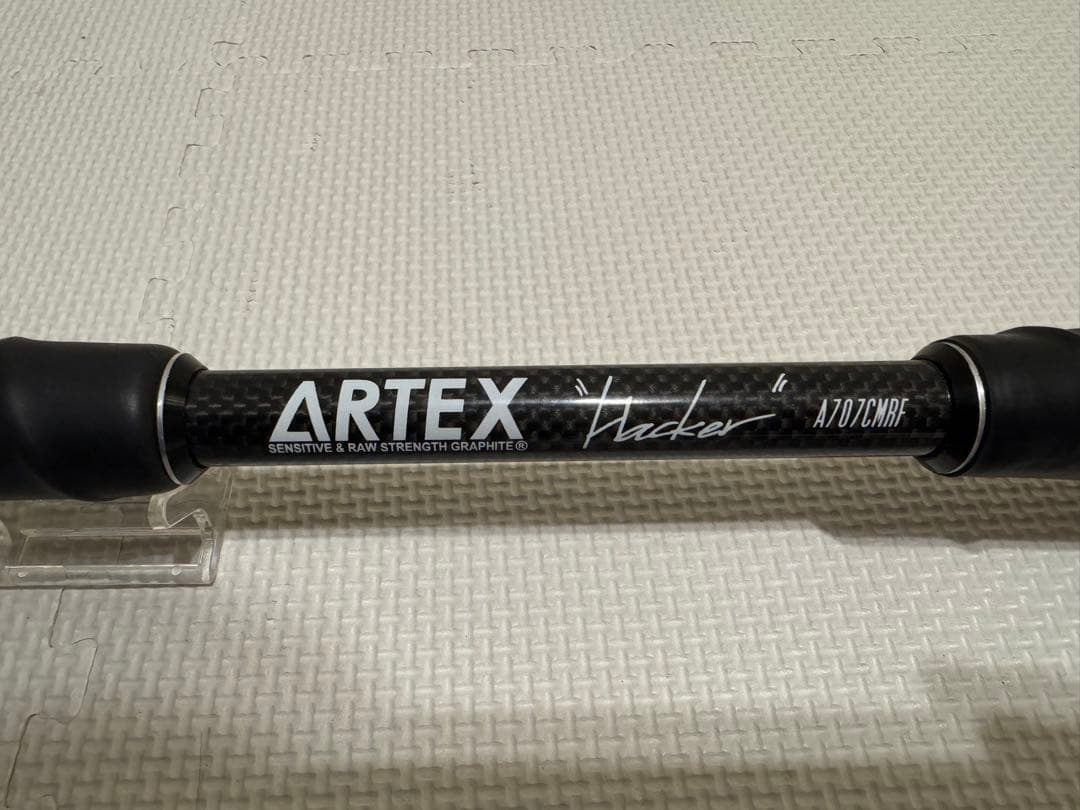 ARTEX
SENSITIVE & RAW STRENGTH GRAPHITE®
"Hacker"
A707CMRF